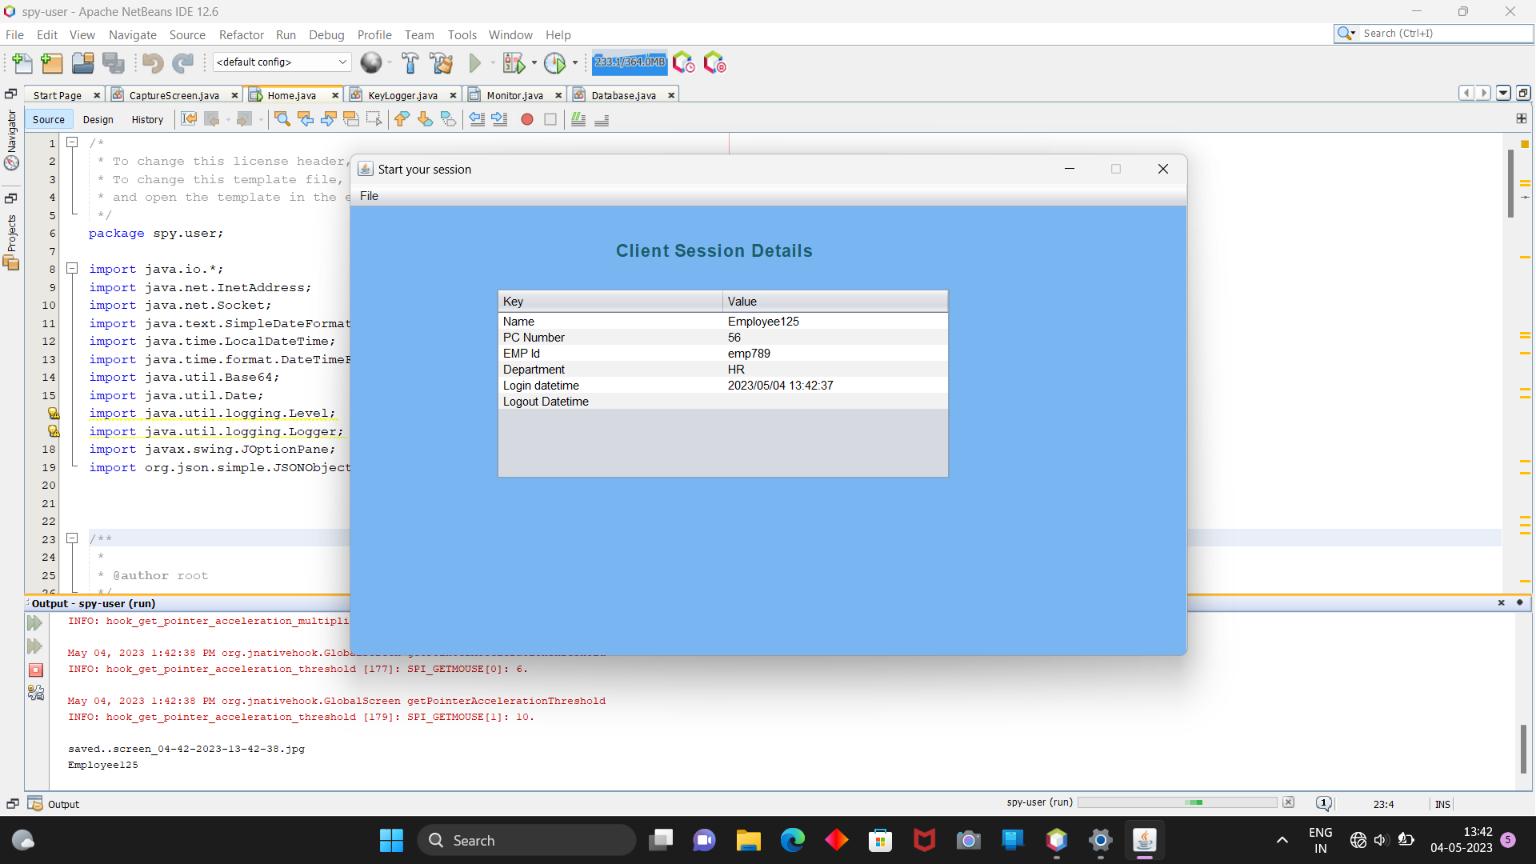 spy-user - Apache NetBeans IDE 12.6
File Edit View Navigate Source Refactor Run Debug Profile Team Tools Window Help
Search (Ctrl+I)
<default config>
233.1/364.0MB
Start Page CaptureScreen.java Home.java KeyLogger.java Monitor.java Database.java
Source Design History
Navigator
Projects
1 /*
2 * To change this license header,
3 * To change this template file,
4 * and open the template in the e
5 */
6 package spy.user;
7
8 import java.io.*;
9 import java.net.InetAddress;
10 import java.net.Socket;
11 import java.text.SimpleDateFormat
12 import java.time.LocalDateTime;
13 import java.time.format.DateTimeF
14 import java.util.Base64;
15 import java.util.Date;
import java.util.logging.Level;
import java.util.logging.Logger;
18 import javax.swing.JOptionPane;
19 import org.json.simple.JSONObject
20
21
22
23 /**
24 *
25 * @author root
26 */
Start your session
File
Client Session Details
Key Value
Name Employee125
PC Number 56
EMP Id emp789
Department HR
Login datetime 2023/05/04 13:42:37
Logout Datetime
Output - spy-user (run)
INFO: hook_get_pointer_acceleration_multipli
May 04, 2023 1:42:38 PM org.jnativehook.Global
INFO: hook_get_pointer_acceleration_threshold [177]: SPI_GETMOUSE[0]: 6.
May 04, 2023 1:42:38 PM org.jnativehook.GlobalScreen getPointerAccelerationThreshold
INFO: hook_get_pointer_acceleration_threshold [179]: SPI_GETMOUSE[1]: 10.
saved..screen_04-42-2023-13-42-38.jpg
Employee125
Output
spy-user (run)
1
23:4
INS
Search
ENG
IN
13:42
04-05-2023
5